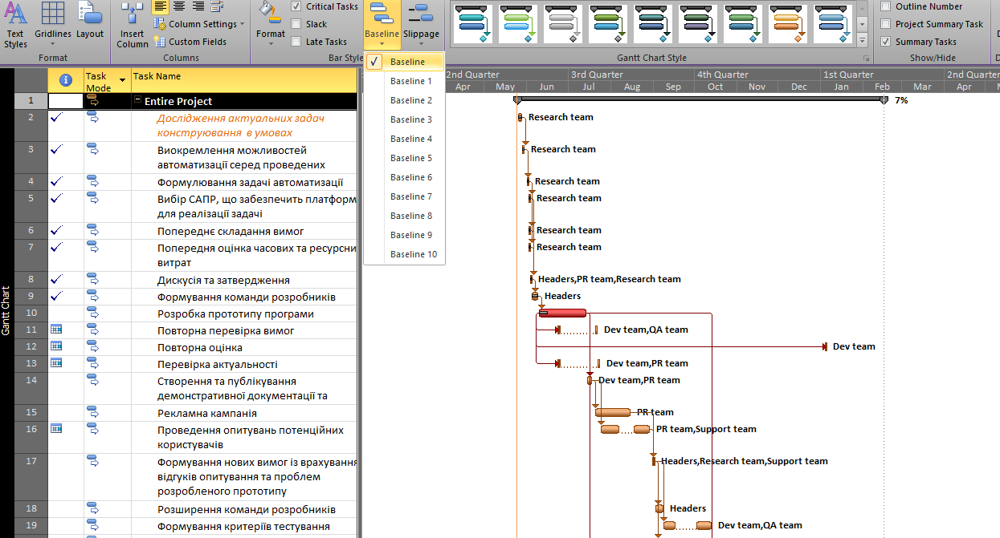 Text
Styles
Gridlines
Layout
Format
Insert
Column
Column Settings
Custom Fields
Columns
Format
Critical Tasks
Slack
Late Tasks
Bar Style
Baseline
Slippage
Gantt Chart Style
Outline Number
Project Summary Task
Summary Tasks
Show/Hide
Baseline
Baseline 1
Baseline 2
Baseline 3
Baseline 4
Baseline 5
Baseline 6
Baseline 7
Baseline 8
Baseline 9
Baseline 10
Gantt Chart
Task
Mode
Task Name
2nd Quarter 3rd Quarter 4th Quarter 1st Quarter 2nd Quarter
Apr May Jun Jul Aug Sep Oct Nov Dec Jan Feb Mar Apr
1 Entire Project 7%
2 Дослідження актуальних задач
конструювання в умовах
Research team
3 Виокремлення можливостей
автоматизації серед проведених
Research team
4 Формулювання задачі автоматизації Research team
5 Вибір САПР, що забезпечить платформ
для реалізації задачі
Research team
6 Попереднє складання вимог Research team
7 Попередня оцінка часових та ресурсни
витрат
Research team
8 Дискусія та затвердження Headers,PR team,Research team
9 Формування команди розробників Headers
10 Розробка прототипу програми
11 Повторна перевірка вимог Dev team,QA team
12 Повторна оцінка Dev team
13 Перевірка актуальності Dev team,PR team
14 Створення та публікування
демонстративної документації та
Dev team,PR team
15 Рекламна кампанія PR team
16 Проведення опитувань потенційних
користувачів
PR team,Support team
17 Формування нових вимог із врахування
відгуків опитування та проблем
розробленого прототипу
Headers,Research team,Support team
18 Розширення команди розробників Headers
19 Формування критеріїв тестування Dev team,QA team